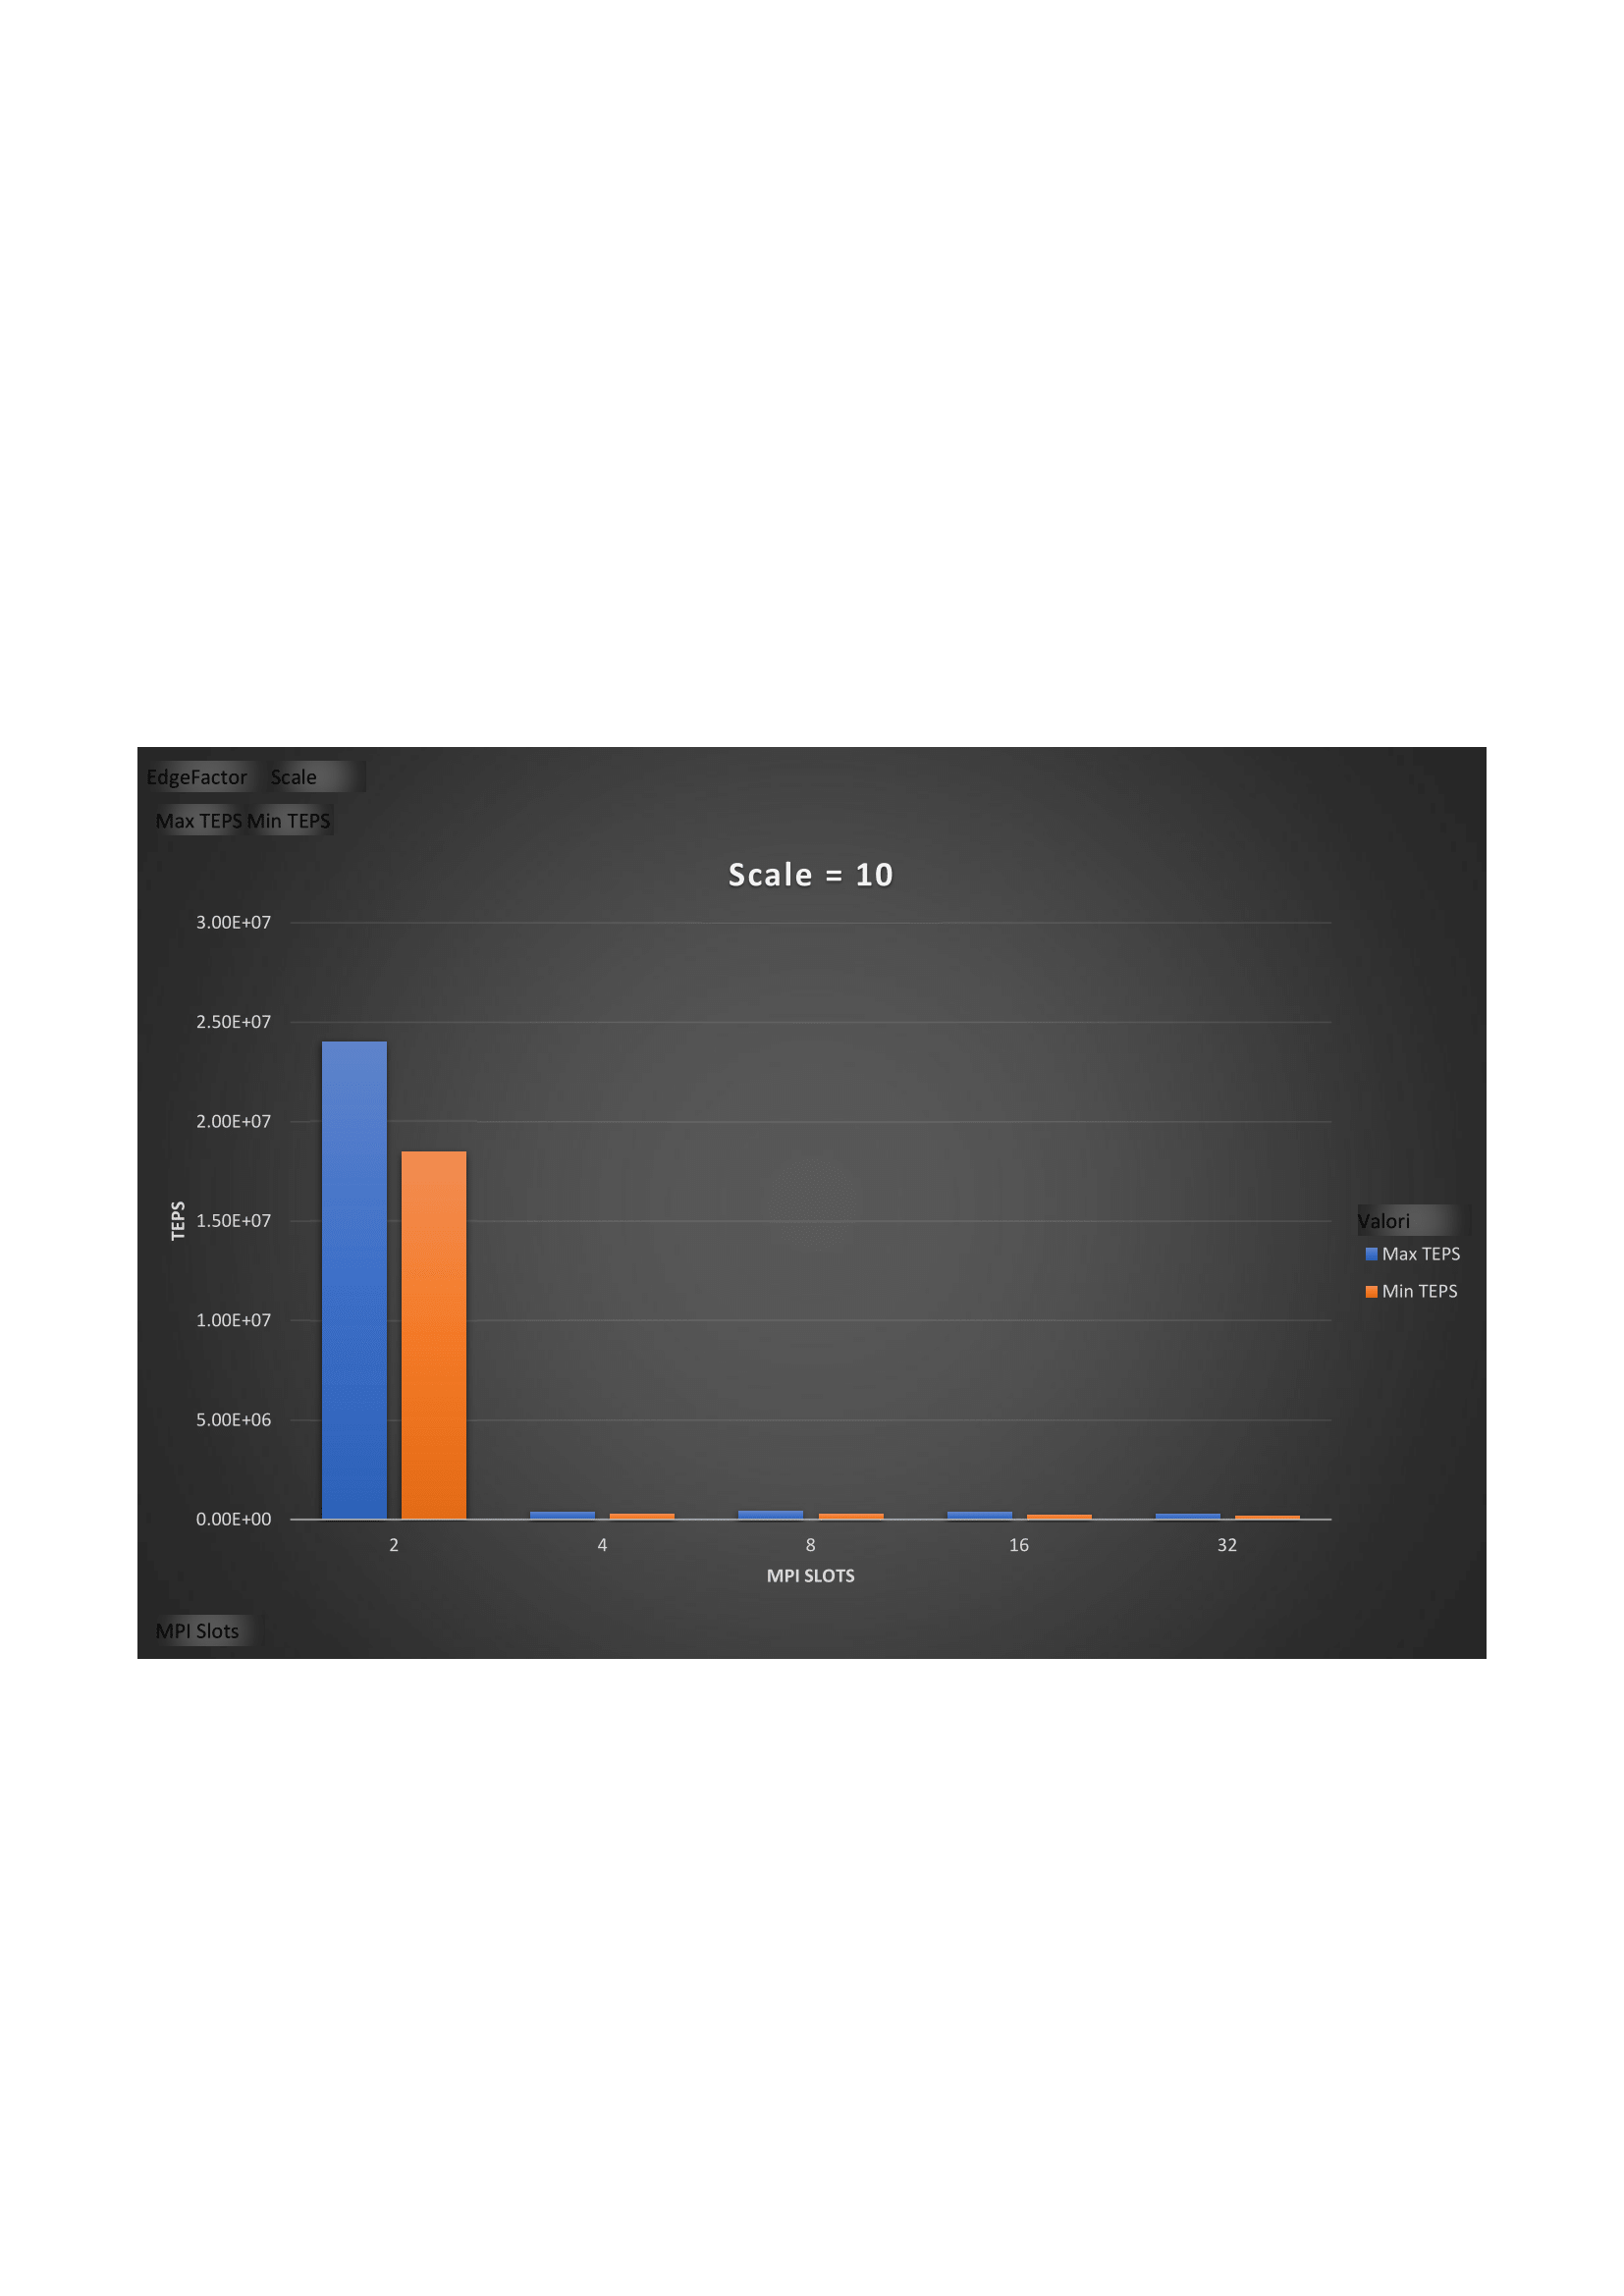 EdgeFactor Scale
Max TEPS Min TEPS
Scale = 10
3.00E+07
2.50E+07
2.00E+07
1.50E+07
1.00E+07
5.00E+06
0.00E+00
TEPS
2 4 8 16 32
MPI SLOTS
Valori
Max TEPS
Min TEPS
MPI Slots